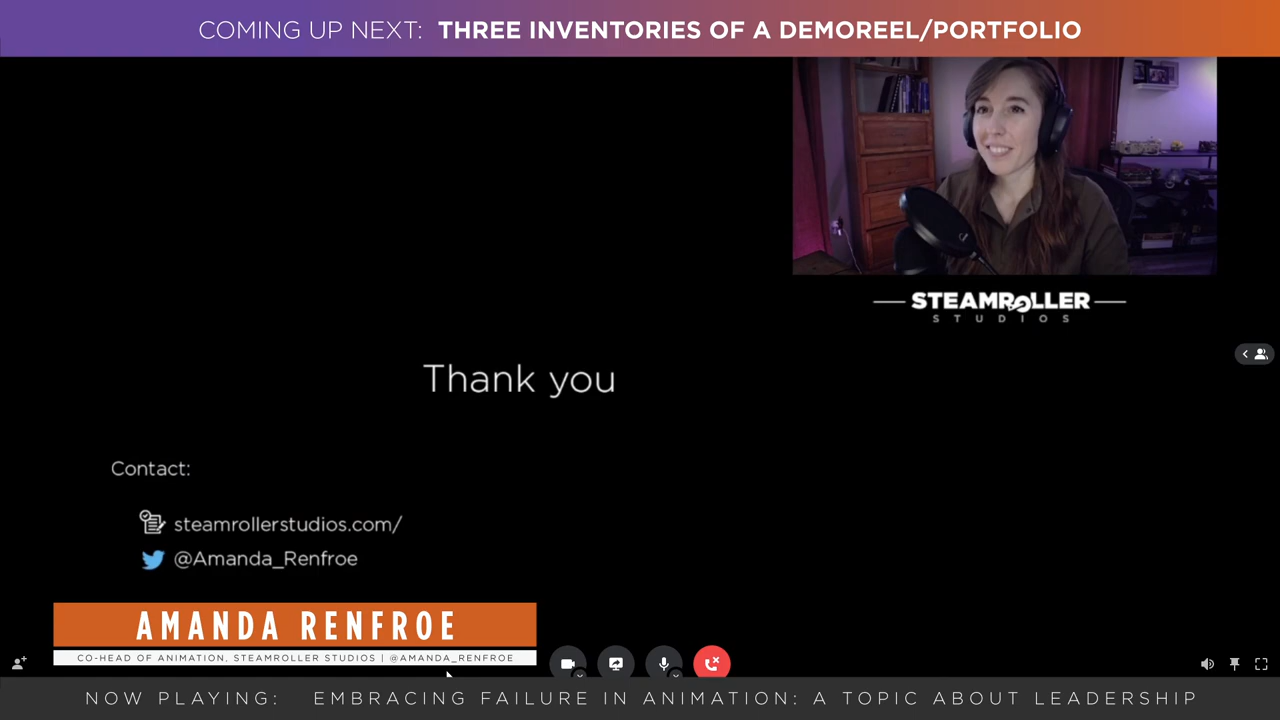 COMING UP NEXT: THREE INVENTORIES OF A DEMOREEL/PORTFOLIO
STEAMROLLER
STUDIOS
Thank you
Contact:
steamrollerstudios.com/
@Amanda_Renfroe
AMANDA RENFROE
CO-HEAD OF ANIMATION, STEAMROLLER STUDIOS | @AMANDA_RENFROE
NOW PLAYING: EMBRACING FAILURE IN ANIMATION: A TOPIC ABOUT LEADERSHIP